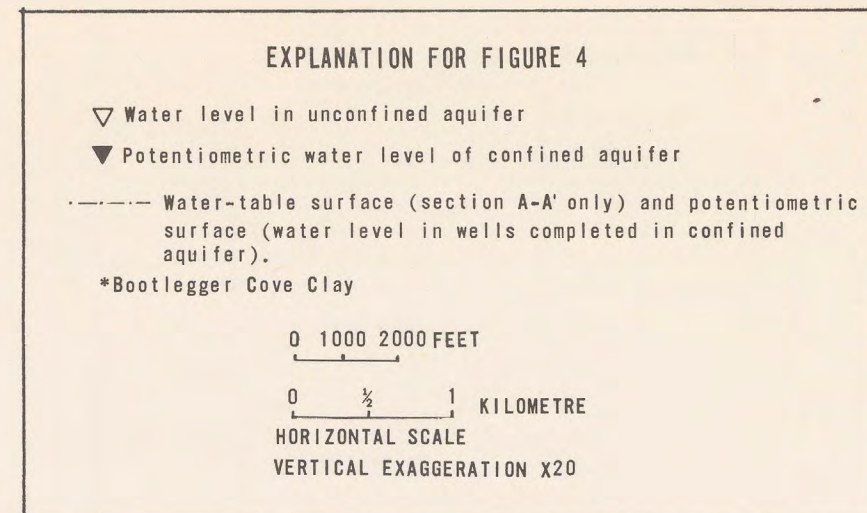 EXPLANATION FOR FIGURE 4
Water level in unconfined aquifer
Potentiometric water level of confined aquifer
Water-table surface (section A-A' only) and potentiometric
surface (water level in wells completed in confined
aquifer).
*Bootlegger Cove Clay
0 1000 2000 FEET
0 ½ 1 KILOMETRE
HORIZONTAL SCALE
VERTICAL EXAGGERATION X20